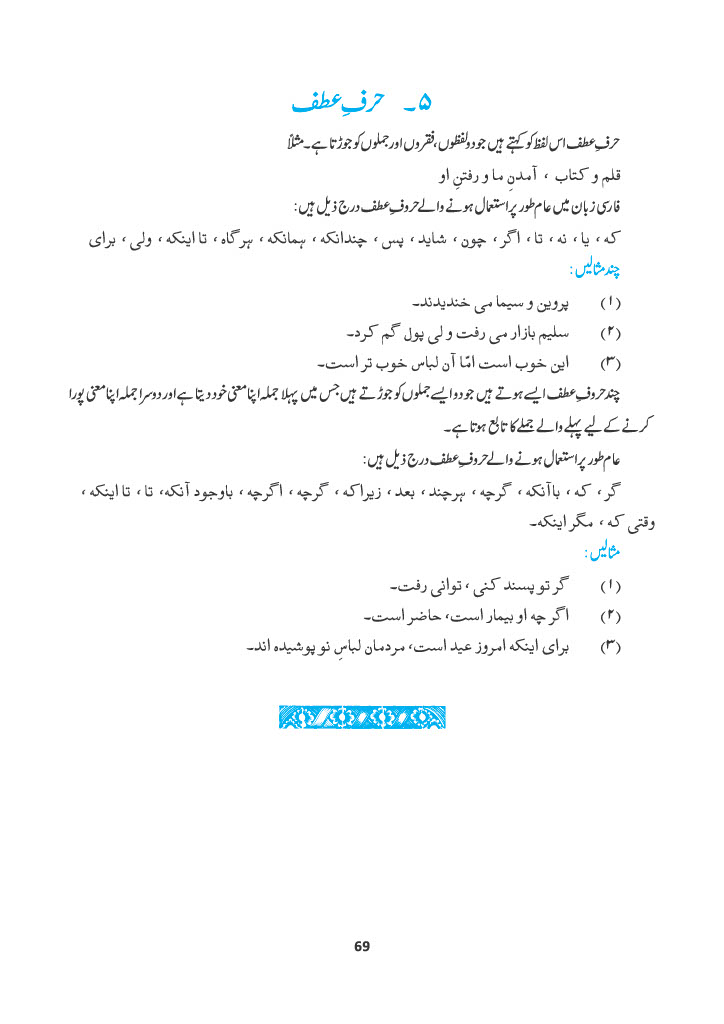 ۵۔ حرفِ عطف
حرفِ عطف اس لفظ کو کہتے ہیں جو دو لفظوں، فقروں اور جملوں کو جوڑتا ہے۔ مثلاً
قلم و کتاب ، آمدنِ ما و رفتنِ او
فارسی زبان میں عام طور پر استعمال ہونے والے حروفِ عطف درج ذیل ہیں:
که ، یا ، نه ، تا ، اگر ، چون ، شاید ، پس ، چندانکه ، همانکه ، هرگاه ، تا اینکه ، ولی ، برای
چند مثالیں:
(۱) پروین و سیما می خندیدند۔
(۲) سلیم بازار می رفت و لی پول گم کرد۔
(۳) این خوب است امّا آن لباس خوب تر است۔
چند حروفِ عطف ایسے ہوتے ہیں جو دو ایسے جملوں کو جوڑتے ہیں جس میں پہلا جملہ اپنا معنی خود دیتا ہے اور دوسرا جملہ اپنا معنی پورا
کرنے کے لیے پہلے والے جملے کا تابع ہوتا ہے۔
عام طور پر استعمال ہونے والے حروفِ عطف درج ذیل ہیں:
گر ، که ، باآنکه ، گرچه ، هرچند ، بعد ، زیراکه ، گرچه ، اگرچه ، باوجود آنکه، تا ، تا اینکه ،
وقتی که ، مگر اینکه۔
مثالیں:
(۱) گر تو پسند کنی ، توانی رفت۔
(۲) اگر چه او بیمار است، حاضر است۔
(۳) برای اینکه امروز عید است، مردمان لباسِ نو پوشیده اند۔
69